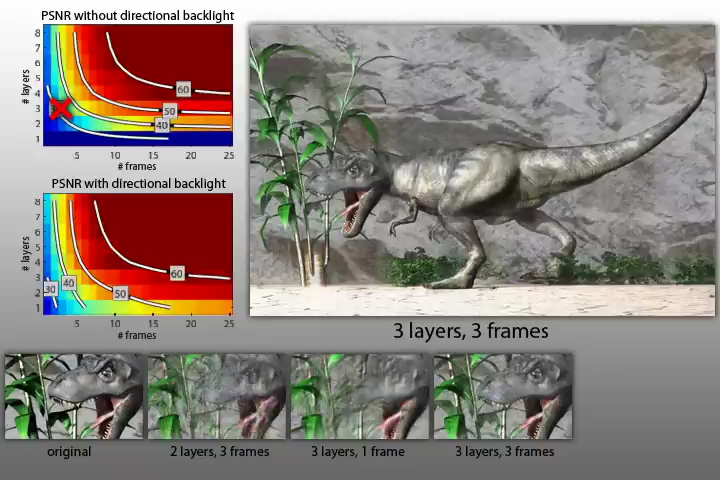 PSNR without directional backlight
8
7
6
5
4
3
2
1
# layers
60
50
40
5 10 15 20 25
# frames
PSNR with directional backlight
8
7
6
5
4
3
2
1
# layers
60
50
40
30
5 10 15 20 25
# frames
3 layers, 3 frames
original
2 layers, 3 frames
3 layers, 1 frame
3 layers, 3 frames